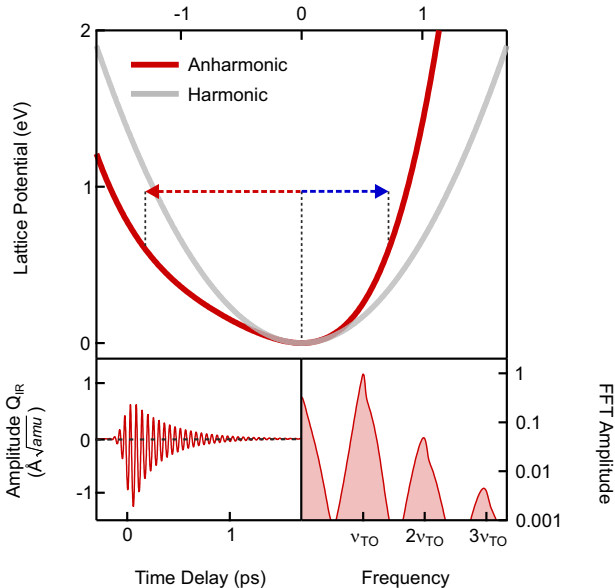 -1 0 1
2
1
0
Lattice Potential (eV)
Anharmonic
Harmonic
1
0
-1
Amplitude Q_IR
(Å√amu)
0 1
Time Delay (ps)
1
0.1
0.01
0.001
FFT Amplitude
ν_TO 2ν_TO 3ν_TO
Frequency